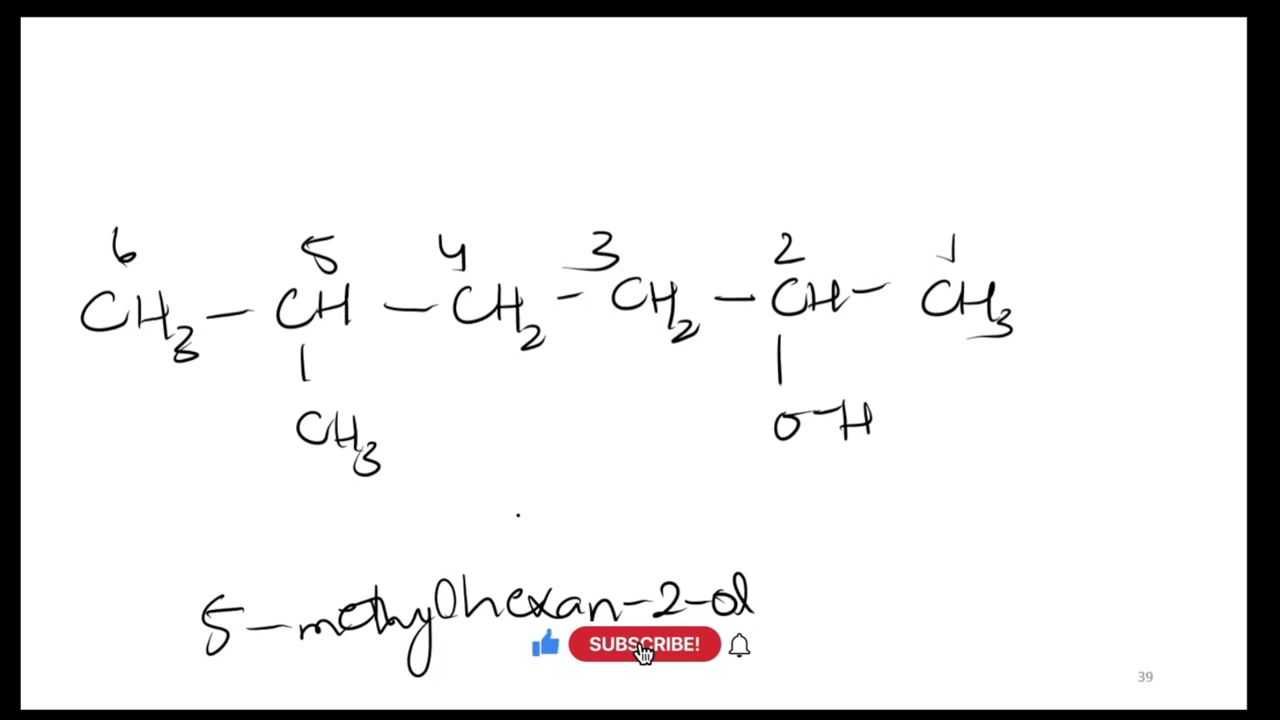 6 5 4 3 2 1
CH₃ — CH — CH₂ - CH₂ — CH — CH₃
| |
CH₃ O-H
5-methylhexan-2-ol
SUBSCRIBE!
39